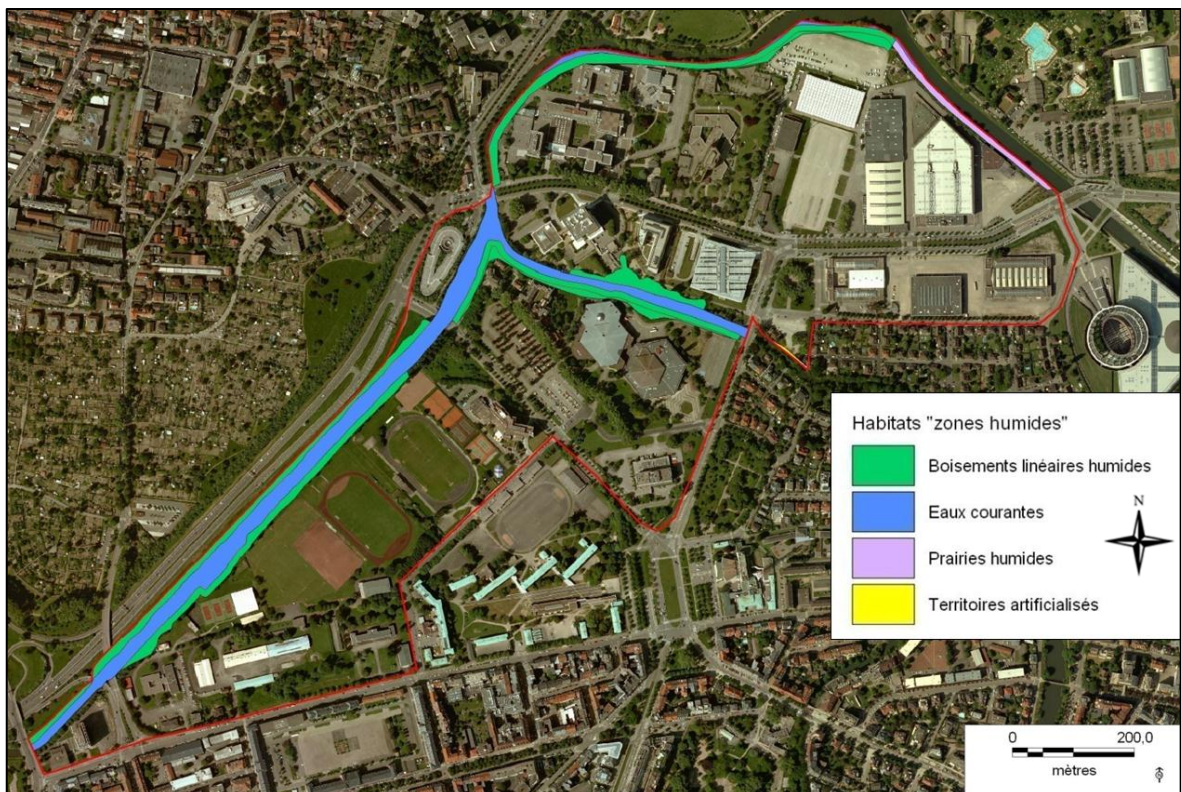 Habitats "zones humides"
Boisements linéaires humides
Eaux courantes
Prairies humides
Territoires artificialisés
N
0 200,0
mètres